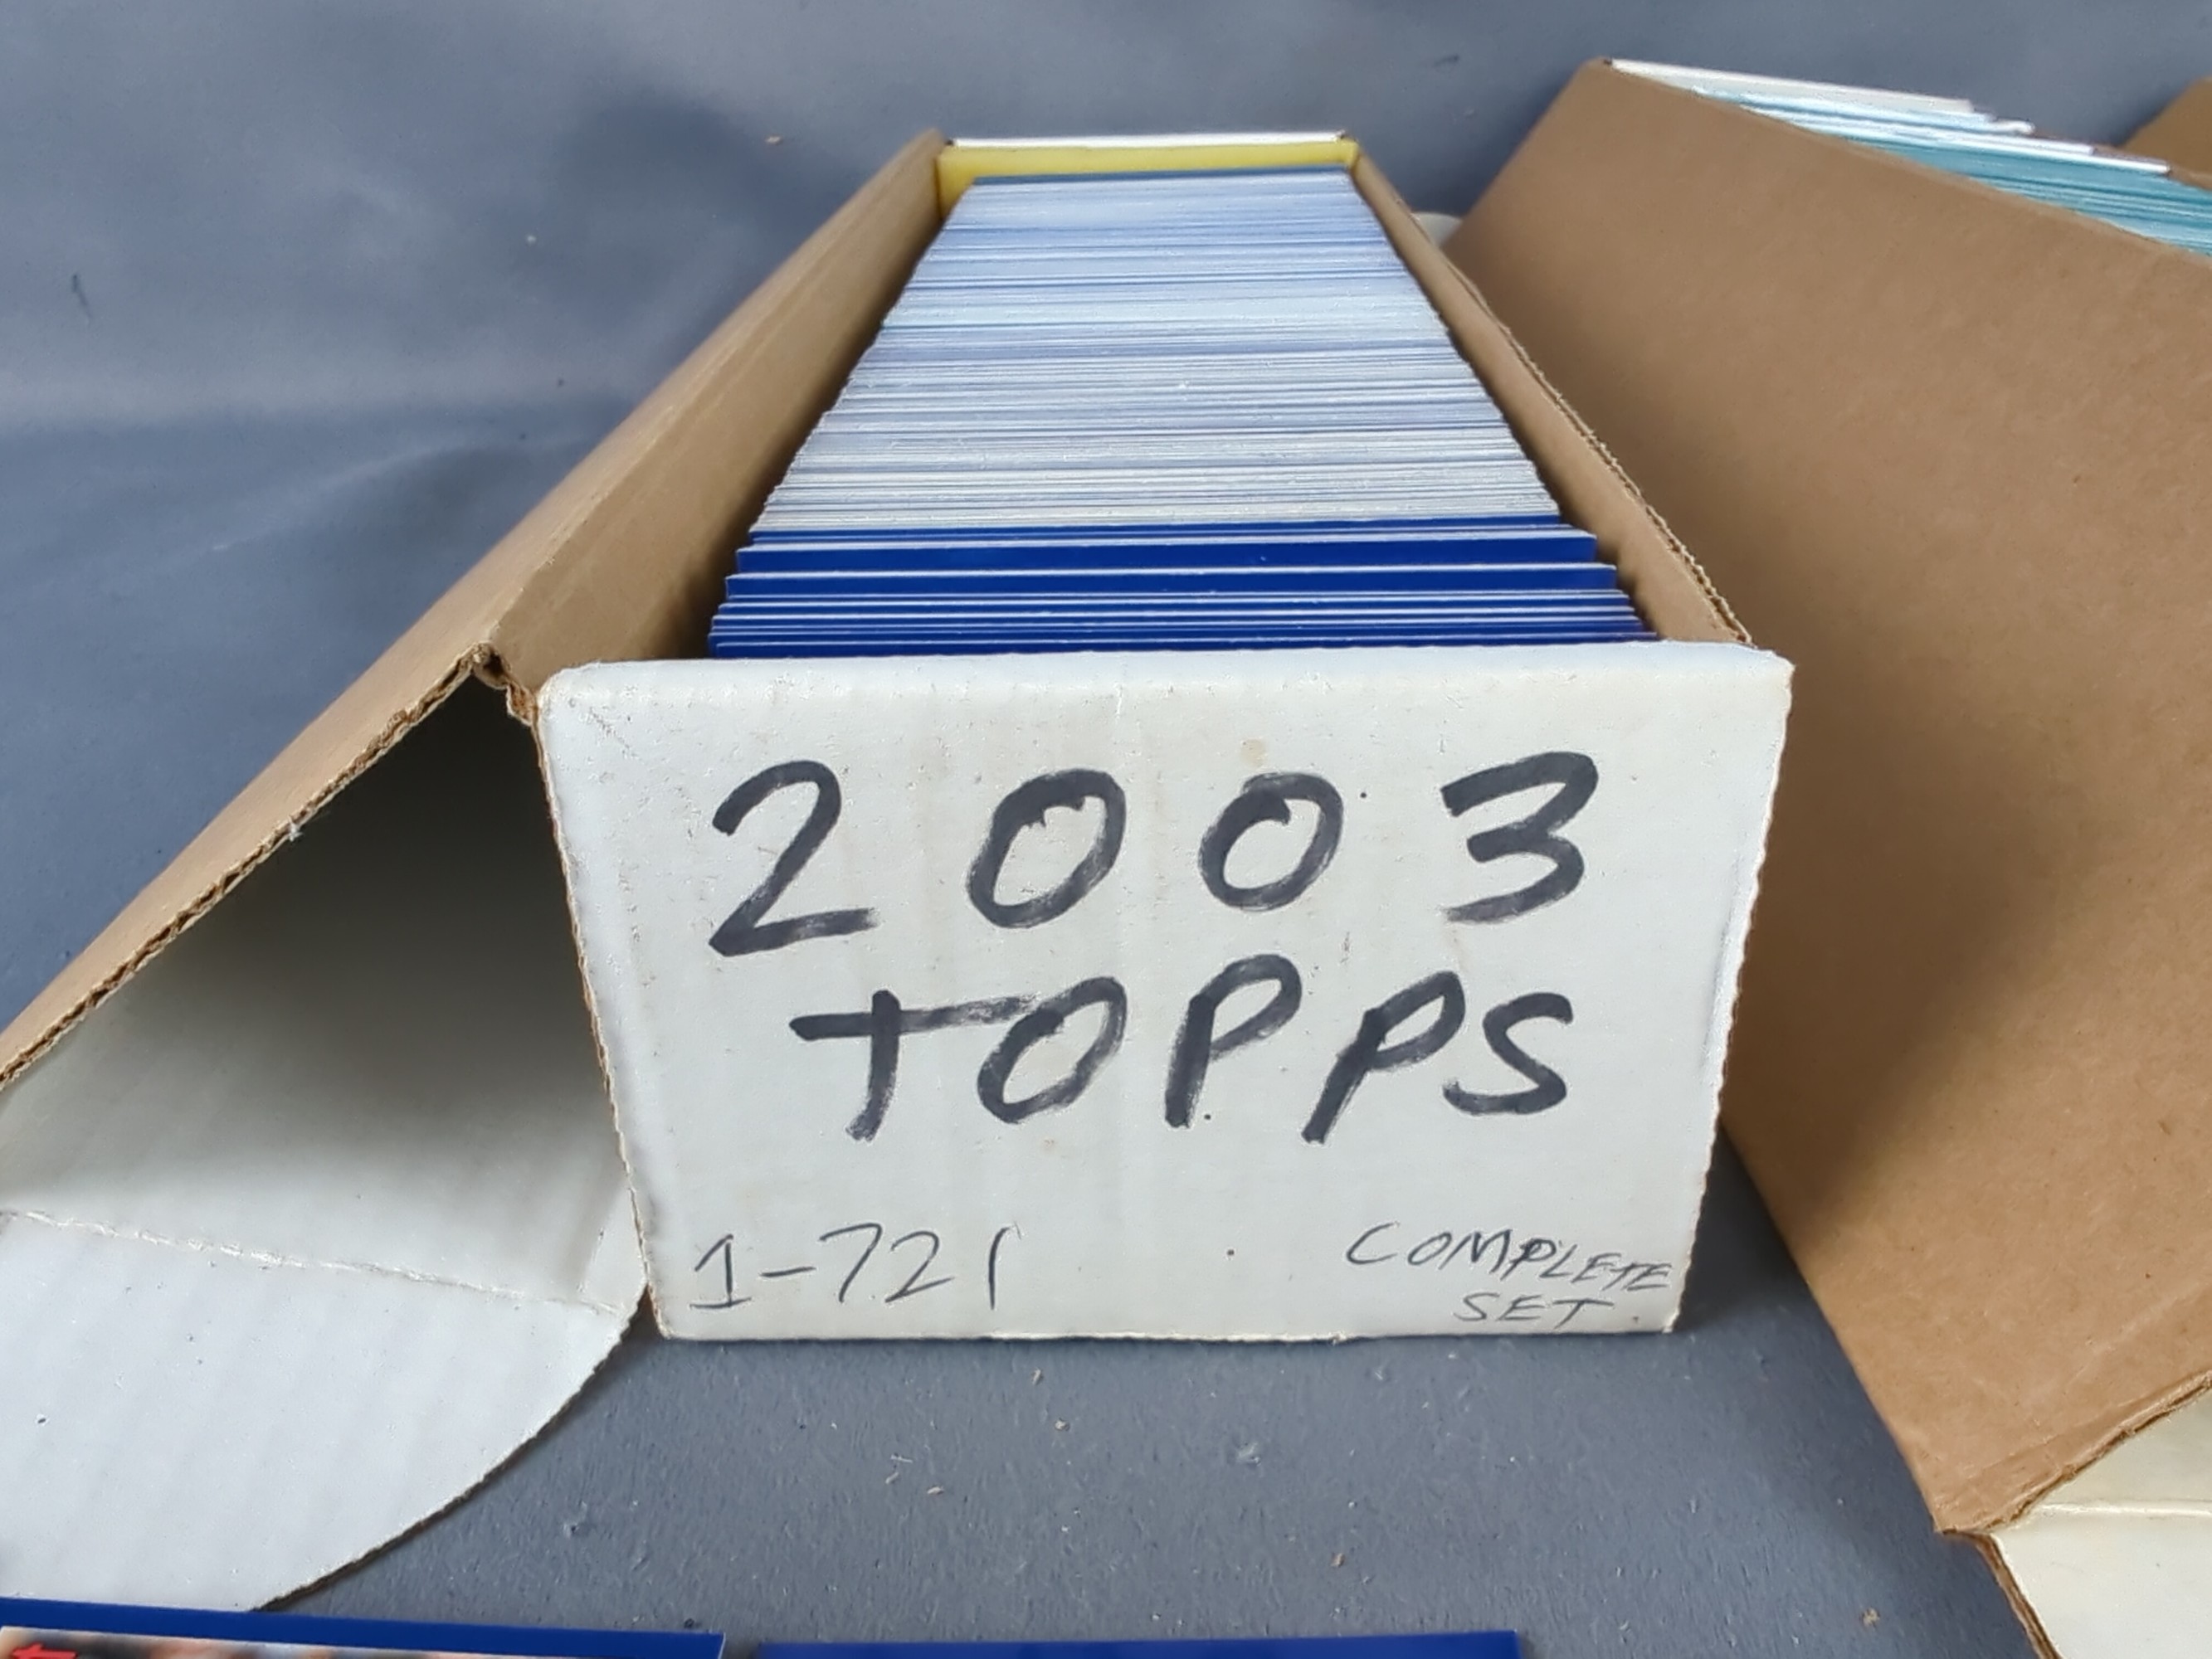 2003
TOPPS
1-721
COMPLETE
SET.